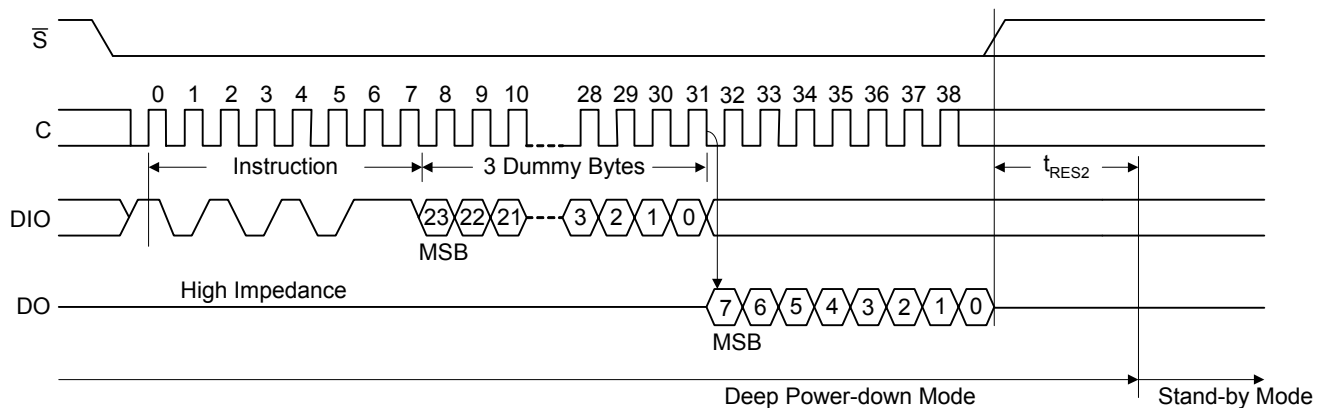 S̅
0 1 2 3 4 5 6 7 8 9 10 28 29 30 31 32 33 34 35 36 37 38
C
Instruction 3 Dummy Bytes tRES2
DIO 23 22 21 3 2 1 0
MSB
High Impedance
DO 7 6 5 4 3 2 1 0
MSB
Deep Power-down Mode Stand-by Mode